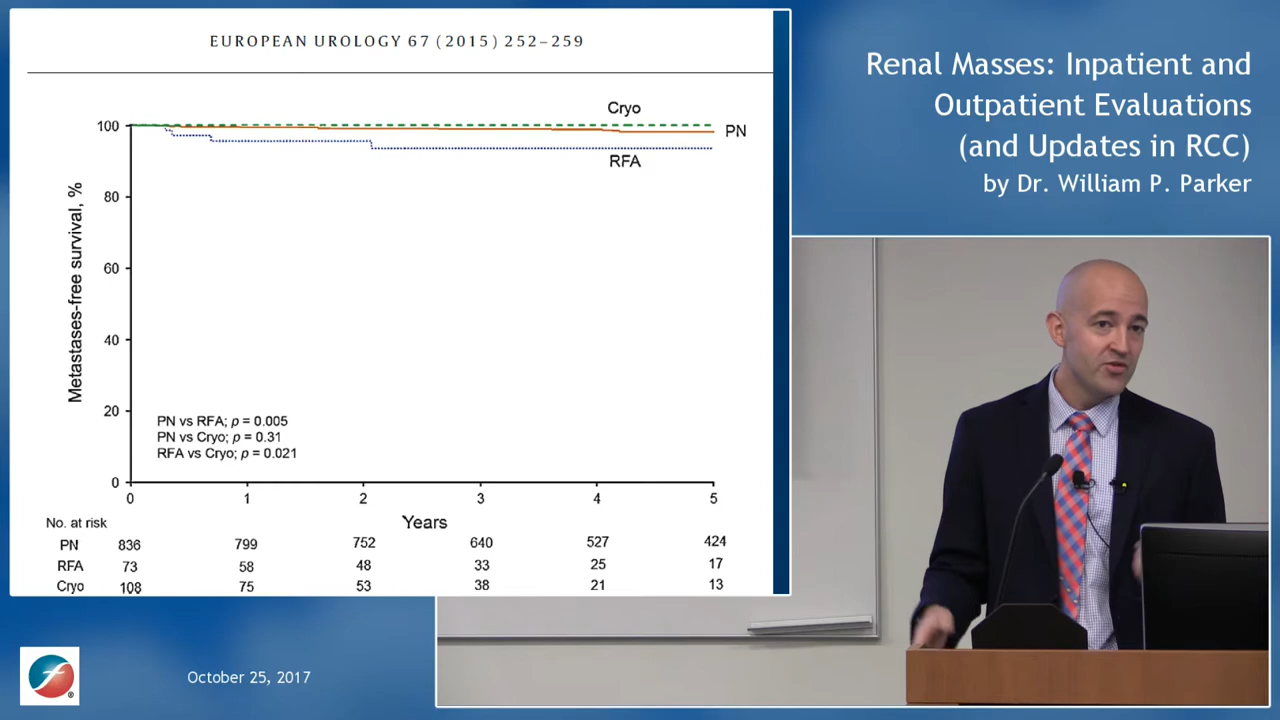 EUROPEAN UROLOGY 67 (2015) 252–259
Metastases-free survival, %
100
80
60
40
20
0
Cryo
PN
RFA
PN vs RFA; p = 0.005
PN vs Cryo; p = 0.31
RFA vs Cryo; p = 0.021
0 1 2 3 4 5
Years
No. at risk
PN 836 799 752 640 527 424
RFA 73 58 48 33 25 17
Cryo 108 75 53 38 21 13
Renal Masses: Inpatient and
Outpatient Evaluations
(and Updates in RCC)
by Dr. William P. Parker
f ®
October 25, 2017